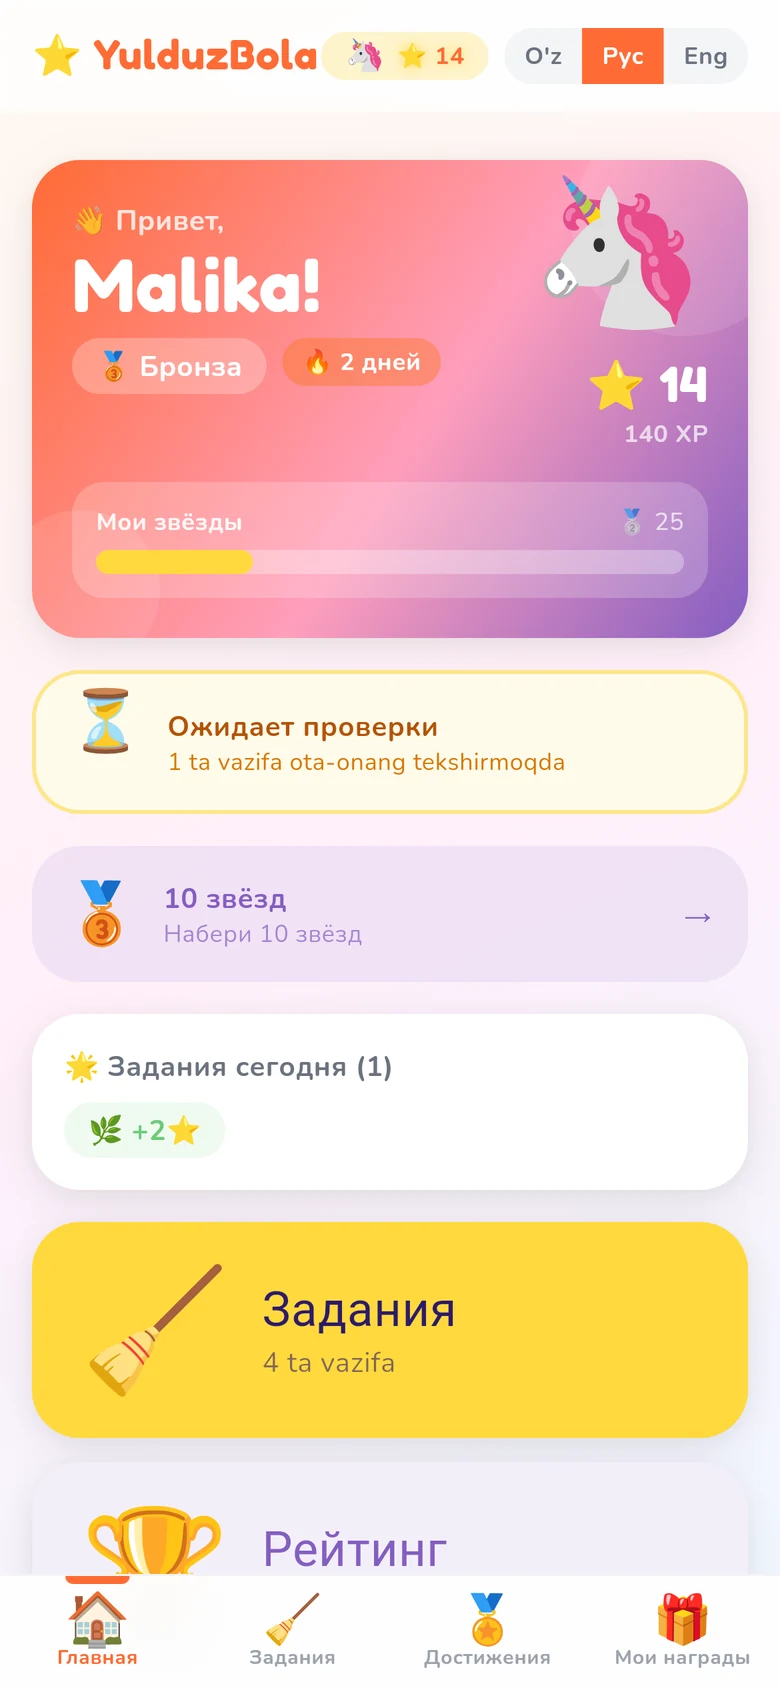 YulduzBola
14
O'z
Рус
Eng
Привет,
Malika!
Бронза
2 дней
14
140 XP
Мои звёзды
25
Ожидает проверки
1 ta vazifa ota-onang tekshirmoqda
10 звёзд
Набери 10 звёзд
→
Задания сегодня (1)
+2
Задания
4 ta vazifa
Рейтинг
Главная
Задания
Достижения
Мои награды